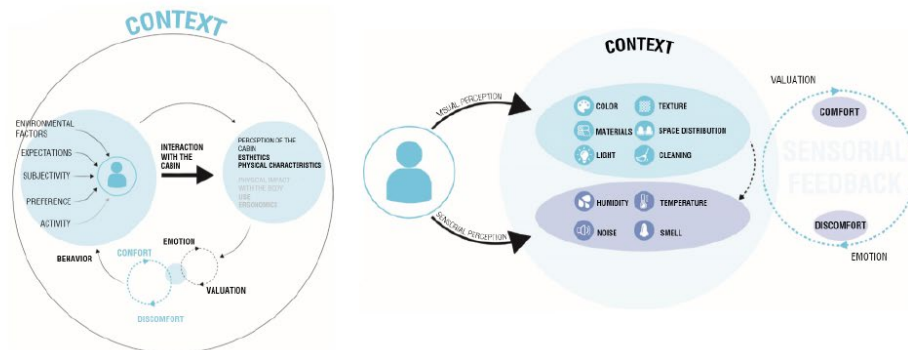 CONTEXT
ENVIRONMENTAL
FACTORS
EXPECTATIONS
SUBJECTIVITY
PREFERENCE
ACTIVITY
INTERACTION
WITH THE
CABIN
PERCEPTION OF THE
CABIN
ESTHETICS
PHYSICAL CHARACTERISTICS
PHYSICAL IMPACT
WITH THE BODY
USE
ERGONOMICS
BEHAVIOR
COMFORT
EMOTION
VALUATION
DISCOMFORT
CONTEXT
VISUAL PERCEPTION
SENSORIAL PERCEPTION
COLOR
TEXTURE
MATERIALS
SPACE DISTRIBUTION
LIGHT
CLEANING
HUMIDITY
TEMPERATURE
NOISE
SMELL
VALUATION
COMFORT
SENSORIAL
FEEDBACK
DISCOMFORT
EMOTION